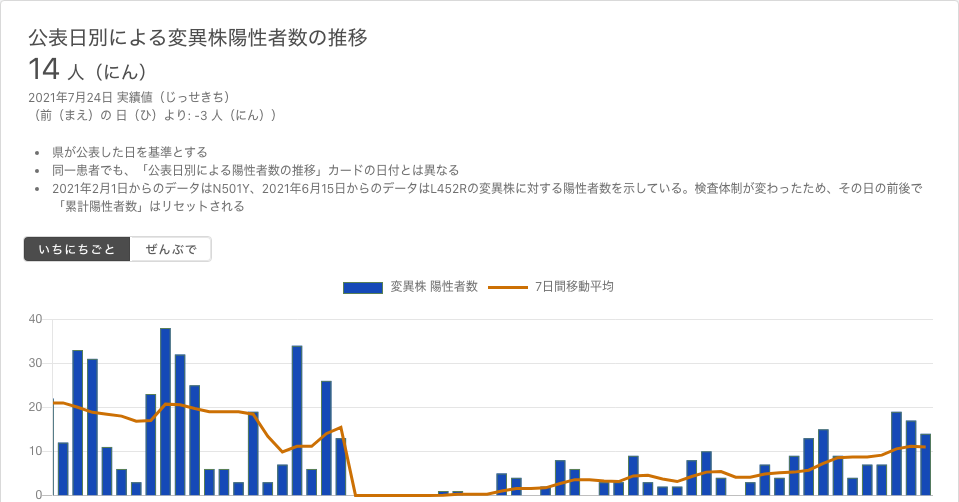 公表日別による変異株陽性者数の推移
14 人（にん）
2021年7月24日 実績値（じっせきち）
（前（まえ）の 日（ひ）より: -3 人（にん））
• 県が公表した日を基準とする
• 同一患者でも、「公表日別による陽性者数の推移」カードの日付とは異なる
• 2021年2月1日からのデータはN501Y、2021年6月15日からのデータはL452Rの変異株に対する陽性者数を示している。検査体制が変わったため、その日の前後で
「累計陽性者数」はリセットされる
いちにちごと ぜんぶで
変異株 陽性者数 7日間移動平均
40
30
20
10
0